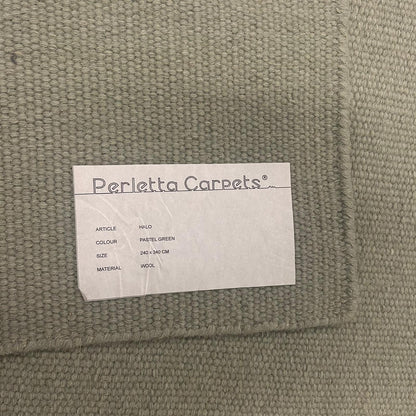 Perletta Carpets®
ARTICLE HALO
COLOUR PASTEL GREEN
SIZE 240 x 340 CM
MATERIAL WOOL